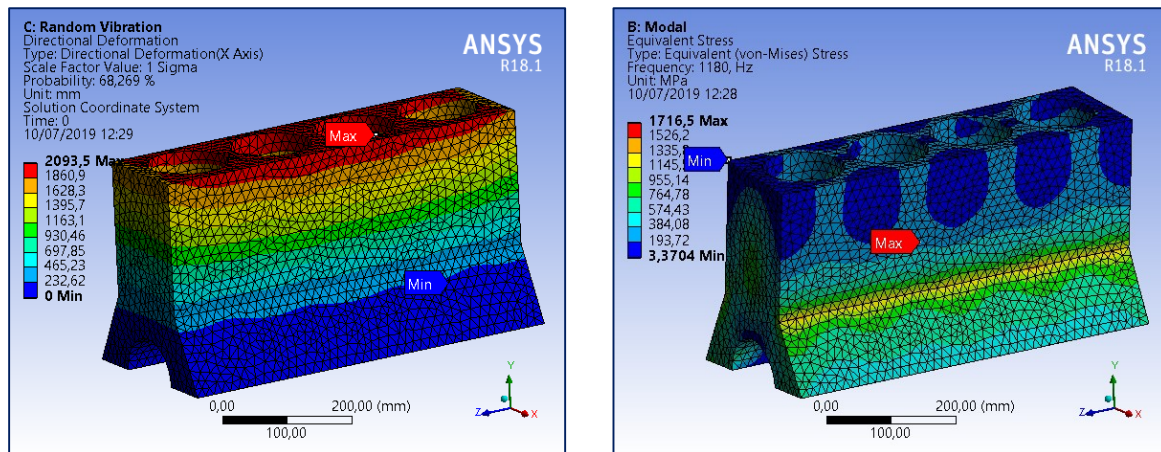 C: Random Vibration
Directional Deformation
Type: Directional Deformation(X Axis)
Scale Factor Value: 1 Sigma
Probability: 68,269 %
Unit: mm
Solution Coordinate System
Time: 0
10/07/2019 12:29
ANSYS
R18.1
2093,5 Max
1860,9
1628,3
1395,7
1163,1
930,46
697,85
465,23
232,62
0 Min
Max
Min
0,00
200,00 (mm)
100,00
Y
Z
X
B: Modal
Equivalent Stress
Type: Equivalent (von-Mises) Stress
Frequency: 1180, Hz
Unit: MPa
10/07/2019 12:28
ANSYS
R18.1
1716,5 Max
1526,2
1145,
955,14
764,78
574,43
384,08
193,72
3,3704 Min
Min
Max
0,00
200,00 (mm)
100,00
Y
Z
X